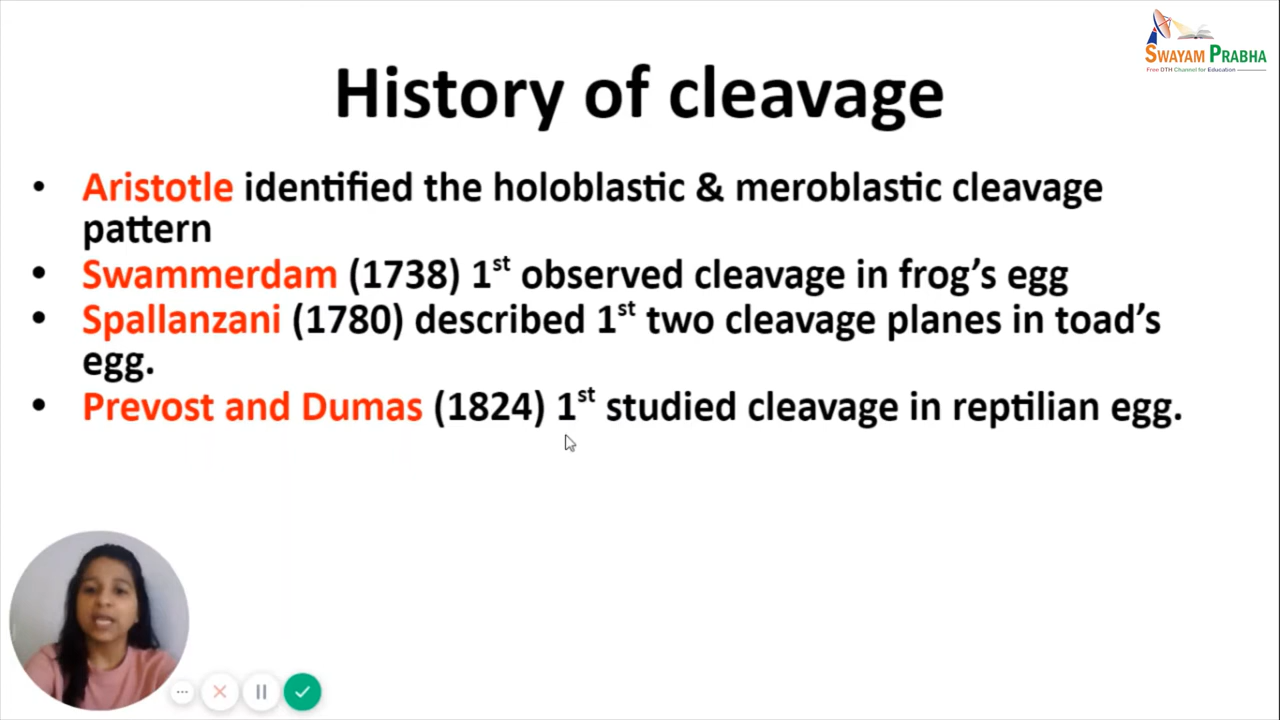 SWAYAM PRABHA
Free DTH Channel for Education
History of cleavage
• Aristotle identified the holoblastic & meroblastic cleavage
pattern
• Swammerdam (1738) 1st observed cleavage in frog’s egg
• Spallanzani (1780) described 1st two cleavage planes in toad’s
egg.
• Prevost and Dumas (1824) 1st studied cleavage in reptilian egg.